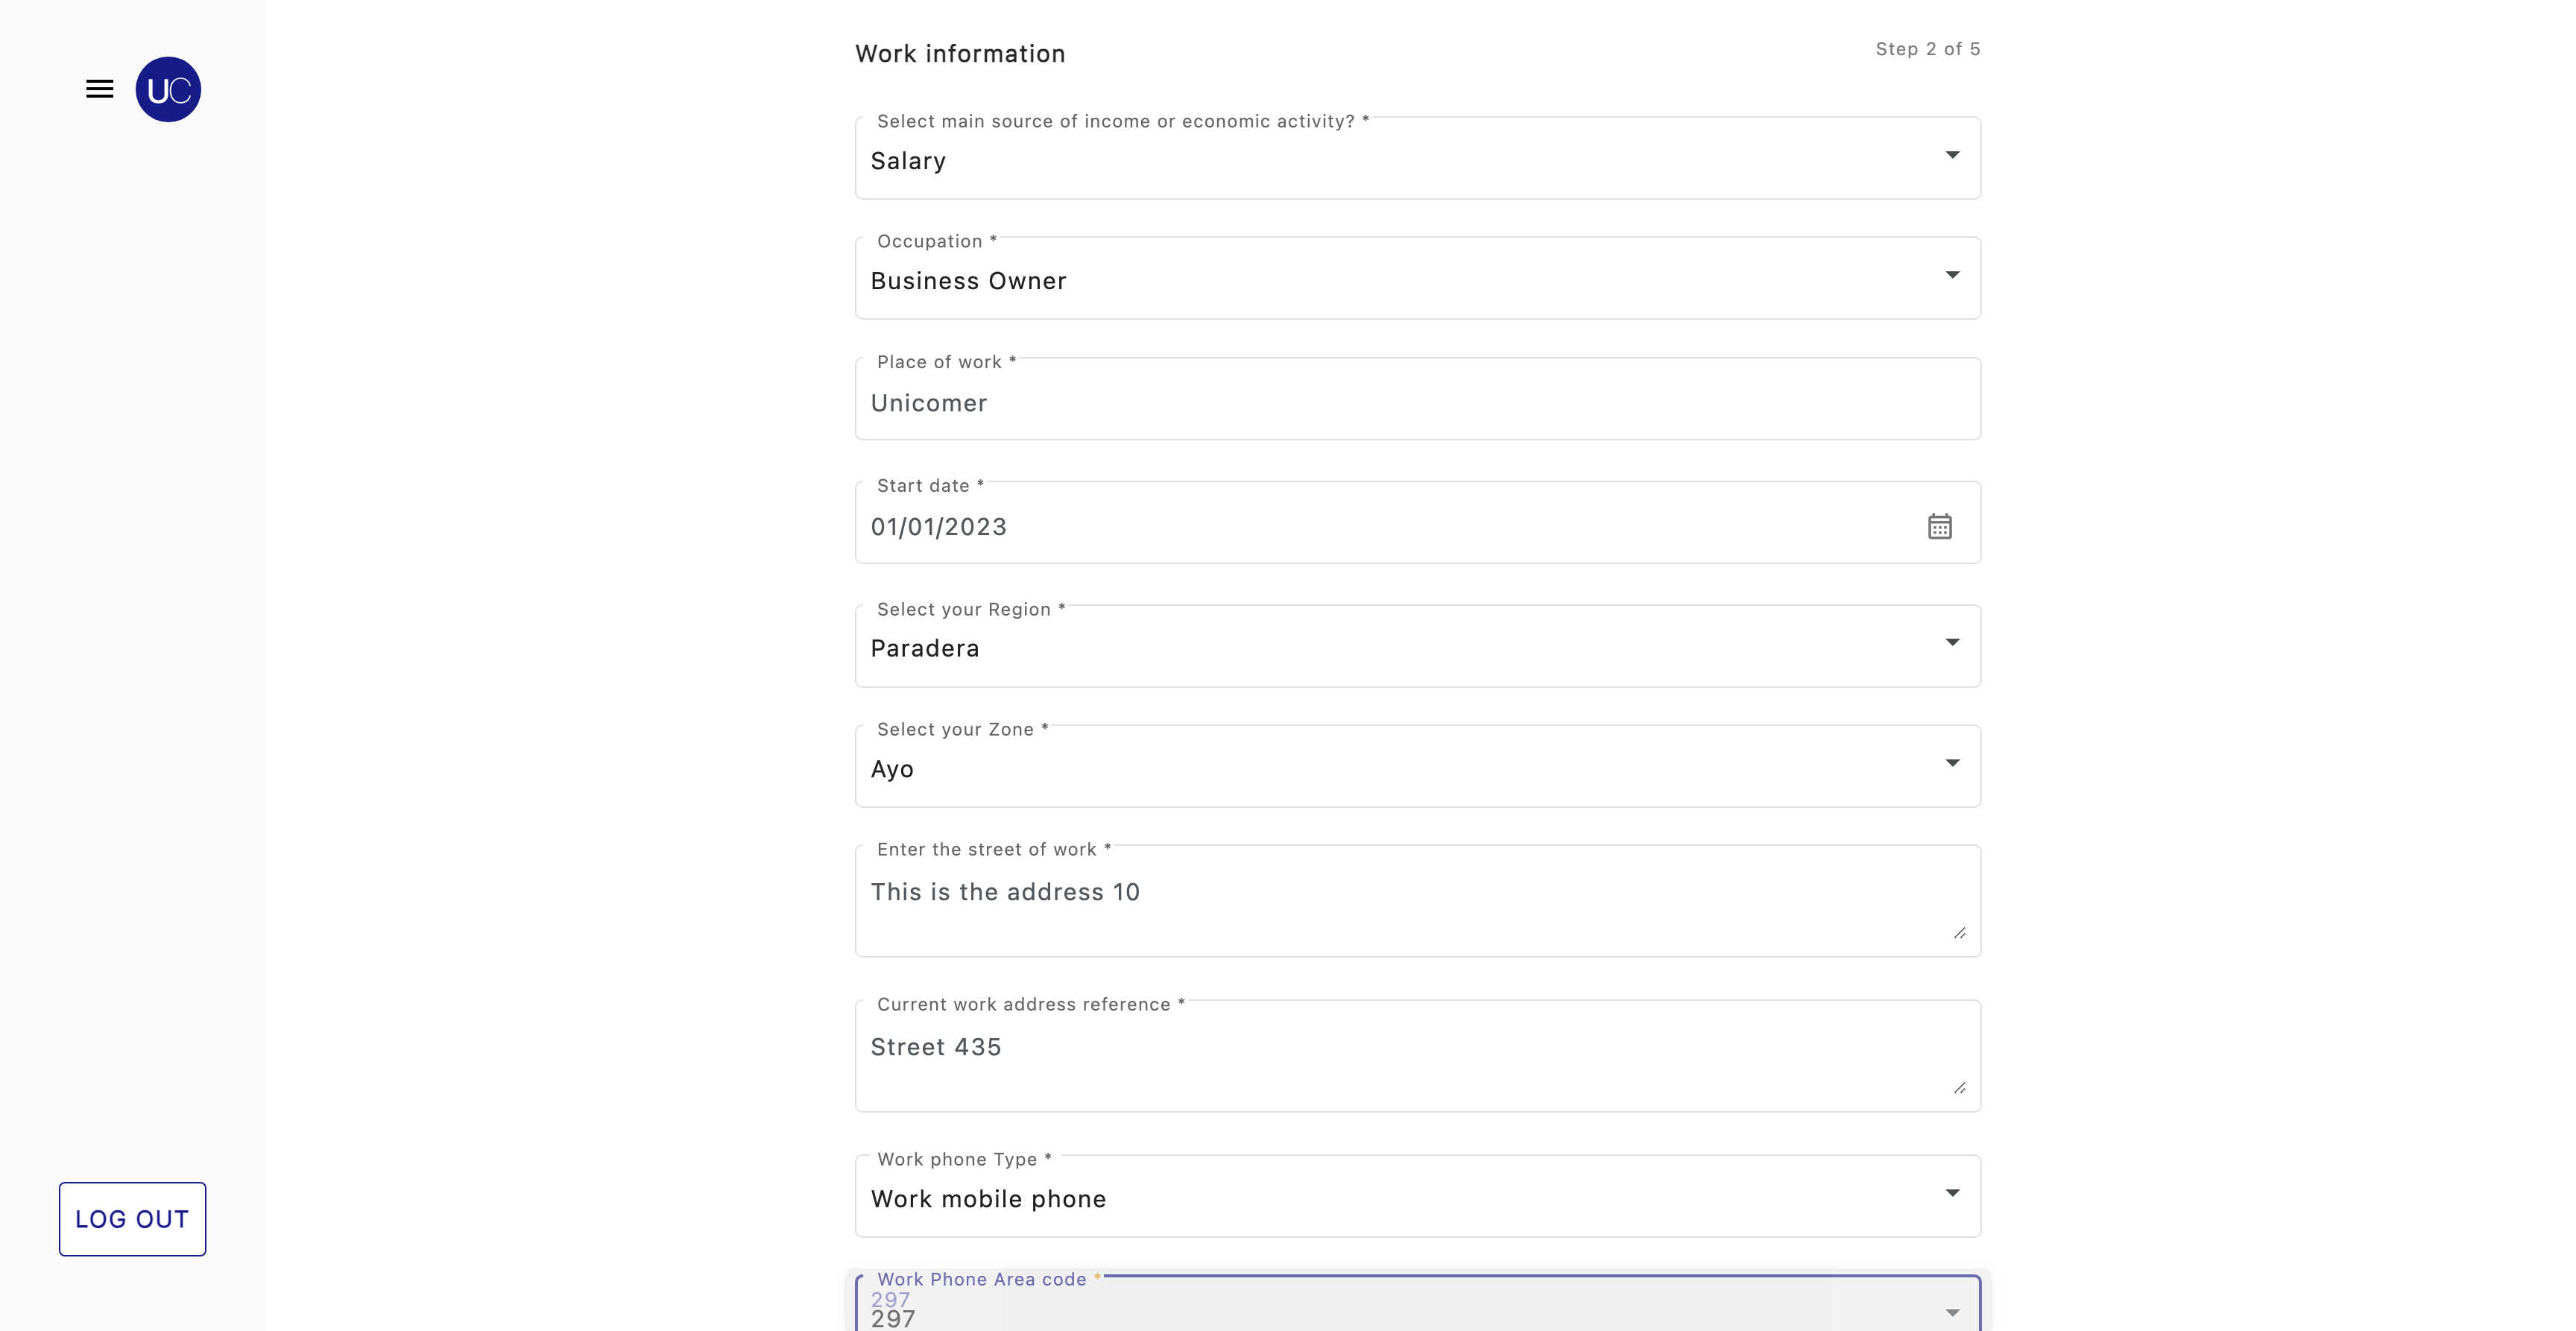 Work information
Step 2 of 5
UC
Select main source of income or economic activity? *
Salary
Occupation *
Business Owner
Place of work *
Unicomer
Start date *
01/01/2023
Select your Region *
Paradera
Select your Zone *
Ayo
Enter the street of work *
This is the address 10
Current work address reference *
Street 435
Work phone Type *
Work mobile phone
LOG OUT
Work Phone Area code *
297
297